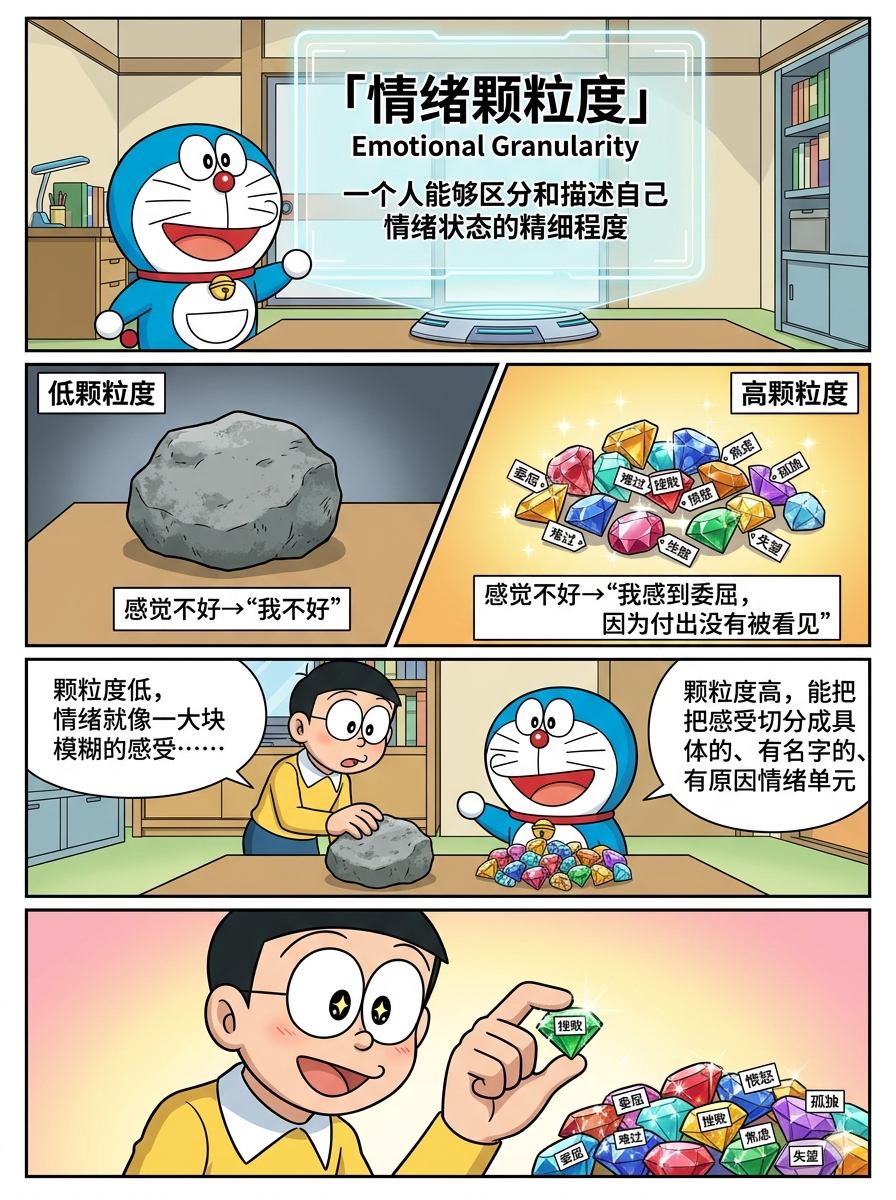 「情绪颗粒度」
Emotional Granularity
一个人能够区分和描述自己
情绪状态的精细程度
低颗粒度
感觉不好→“我不好”
高颗粒度
焦虑
孤独
委屈
难过
挫败
愤怒
难过
失望
感觉不好→“我感到委屈，
因为付出没有被看见”
颗粒度低，
情绪就像一大块
模糊的感受……
颗粒度高，能把
把感受切分成具
体的、有名字的、
有原因情绪单元
挫败
愤怒
委屈
孤独
挫败
难过
焦虑
委屈
失望